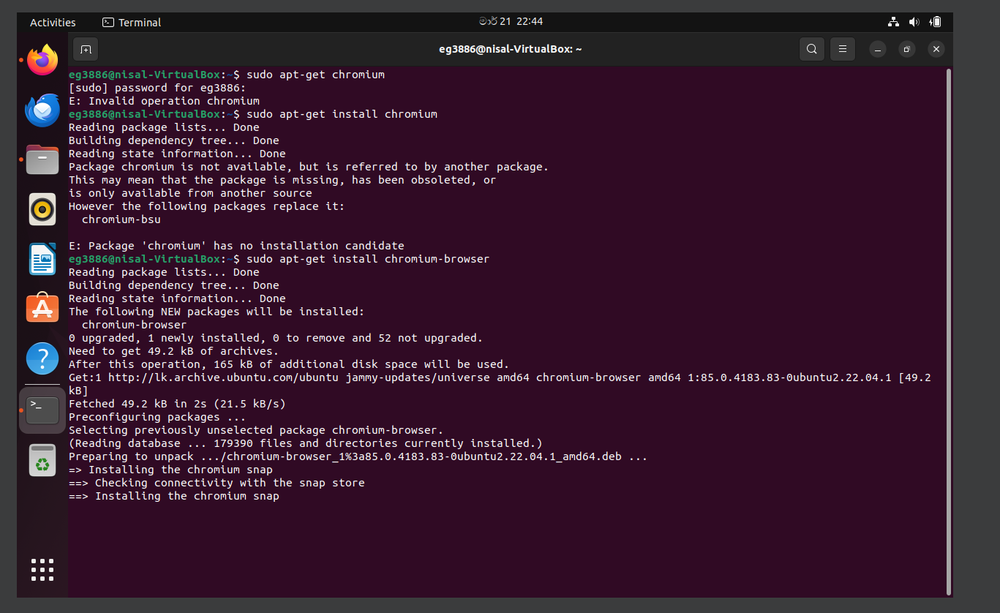 Activities
Terminal
මාර් 21 22:44
eg3886@nisal-VirtualBox: ~
eg3886@nisal-VirtualBox:~$ sudo apt-get chromium
[sudo] password for eg3886:
E: Invalid operation chromium
eg3886@nisal-VirtualBox:~$ sudo apt-get install chromium
Reading package lists... Done
Building dependency tree... Done
Reading state information... Done
Package chromium is not available, but is referred to by another package.
This may mean that the package is missing, has been obsoleted, or
is only available from another source
However the following packages replace it:
  chromium-bsu
E: Package 'chromium' has no installation candidate
eg3886@nisal-VirtualBox:~$ sudo apt-get install chromium-browser
Reading package lists... Done
Building dependency tree... Done
Reading state information... Done
The following NEW packages will be installed:
  chromium-browser
0 upgraded, 1 newly installed, 0 to remove and 52 not upgraded.
Need to get 49.2 kB of archives.
After this operation, 165 kB of additional disk space will be used.
Get:1 http://lk.archive.ubuntu.com/ubuntu jammy-updates/universe amd64 chromium-browser amd64 1:85.0.4183.83-0ubuntu2.22.04.1 [49.2
kB]
Fetched 49.2 kB in 2s (21.5 kB/s)
Preconfiguring packages ...
Selecting previously unselected package chromium-browser.
(Reading database ... 179390 files and directories currently installed.)
Preparing to unpack .../chromium-browser_1%3a85.0.4183.83-0ubuntu2.22.04.1_amd64.deb ...
=> Installing the chromium snap
==> Checking connectivity with the snap store
==> Installing the chromium snap